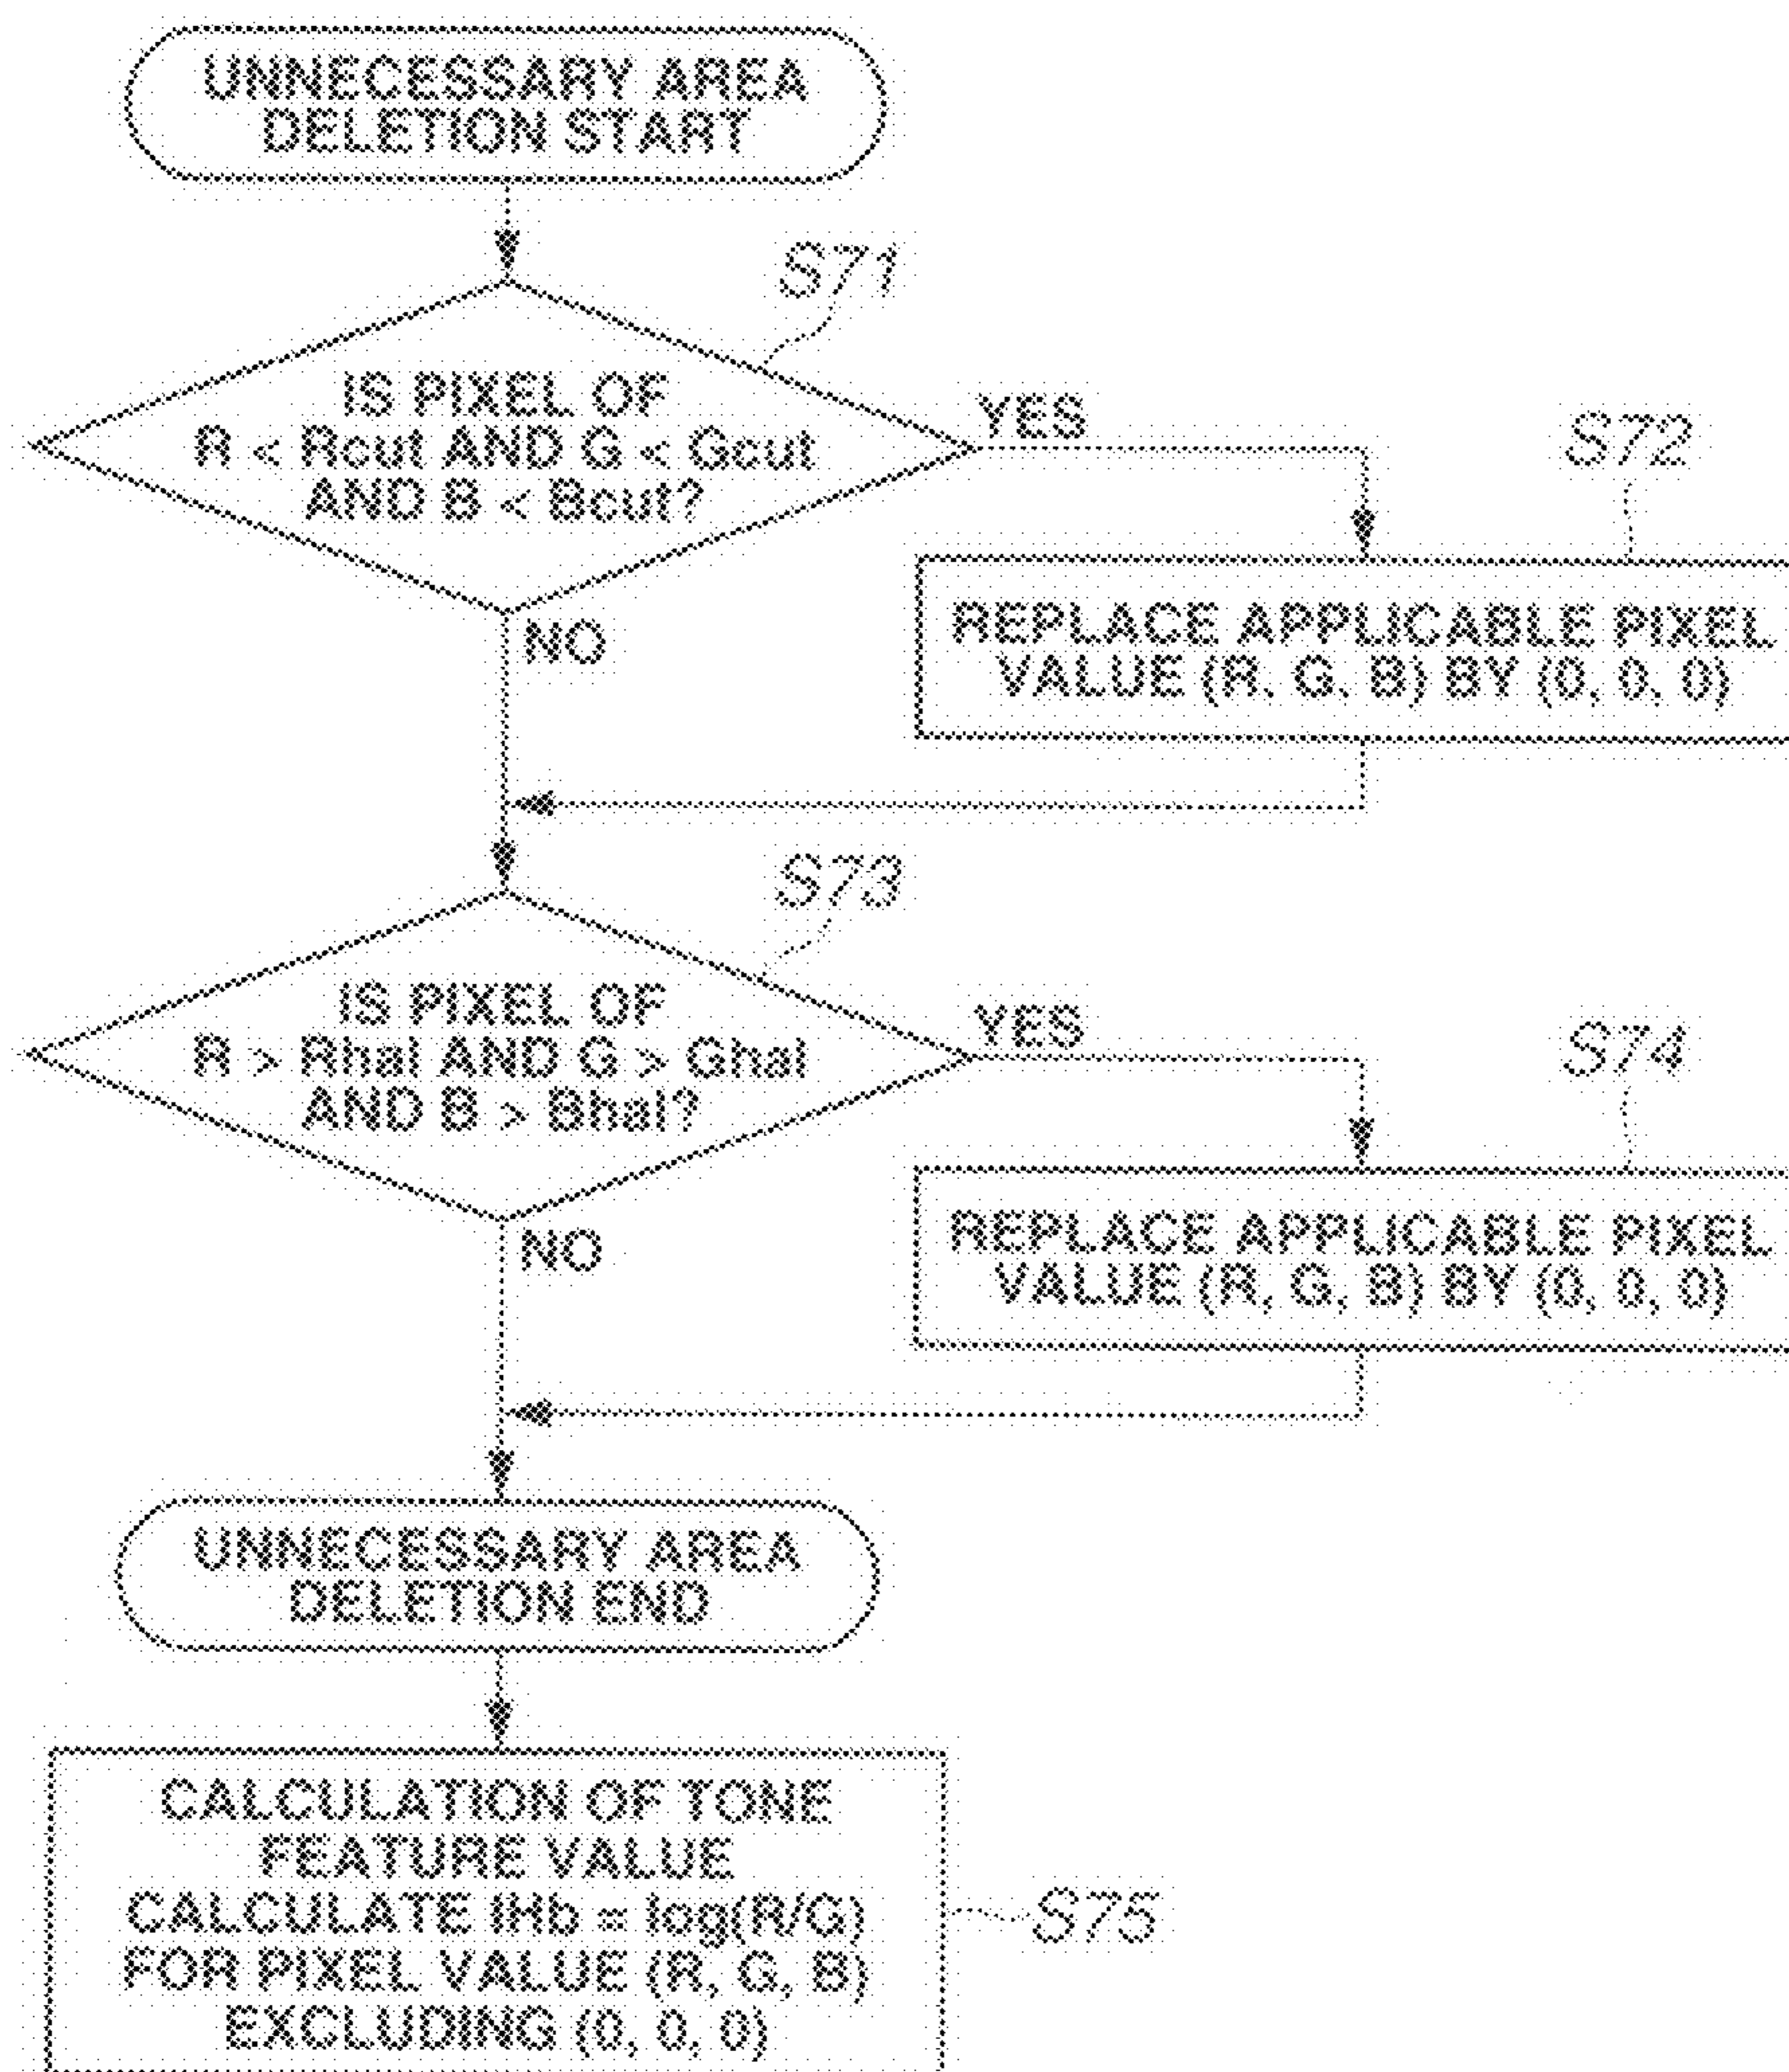 UNNECESSARY AREA
DELETION START
S71
IS PIXEL OF
R < Rcut AND G < Gcut
AND B < Bcut?
YES
S72
REPLACE APPLICABLE PIXEL
VALUE (R, G, B) BY (0, 0, 0)
NO
S73
IS PIXEL OF
R > Rhal AND G > Ghal
AND B > Bhal?
YES
S74
REPLACE APPLICABLE PIXEL
VALUE (R, G, B) BY (0, 0, 0)
NO
UNNECESSARY AREA
DELETION END
CALCULATION OF TONE
FEATURE VALUE
CALCULATE IHb = log(R/G)
FOR PIXEL VALUE (R, G, B)
EXCLUDING (0, 0, 0)
S75